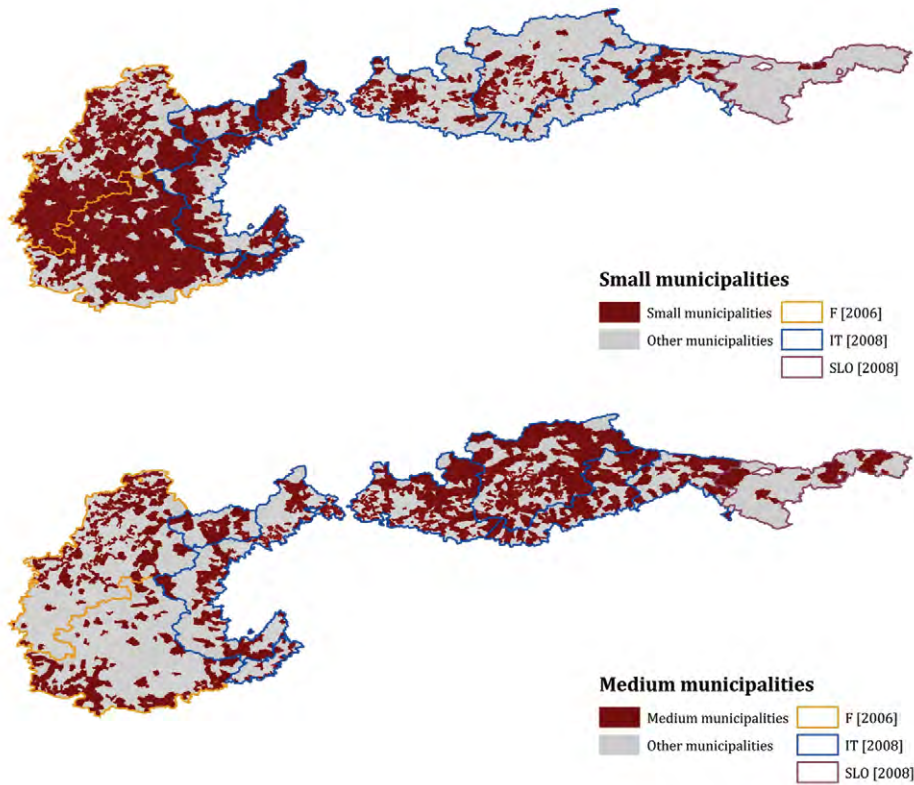 Small municipalities
Small municipalities F [2006]
Other municipalities IT [2008]
SLO [2008]
Medium municipalities
Medium municipalities F [2006]
Other municipalities IT [2008]
SLO [2008]